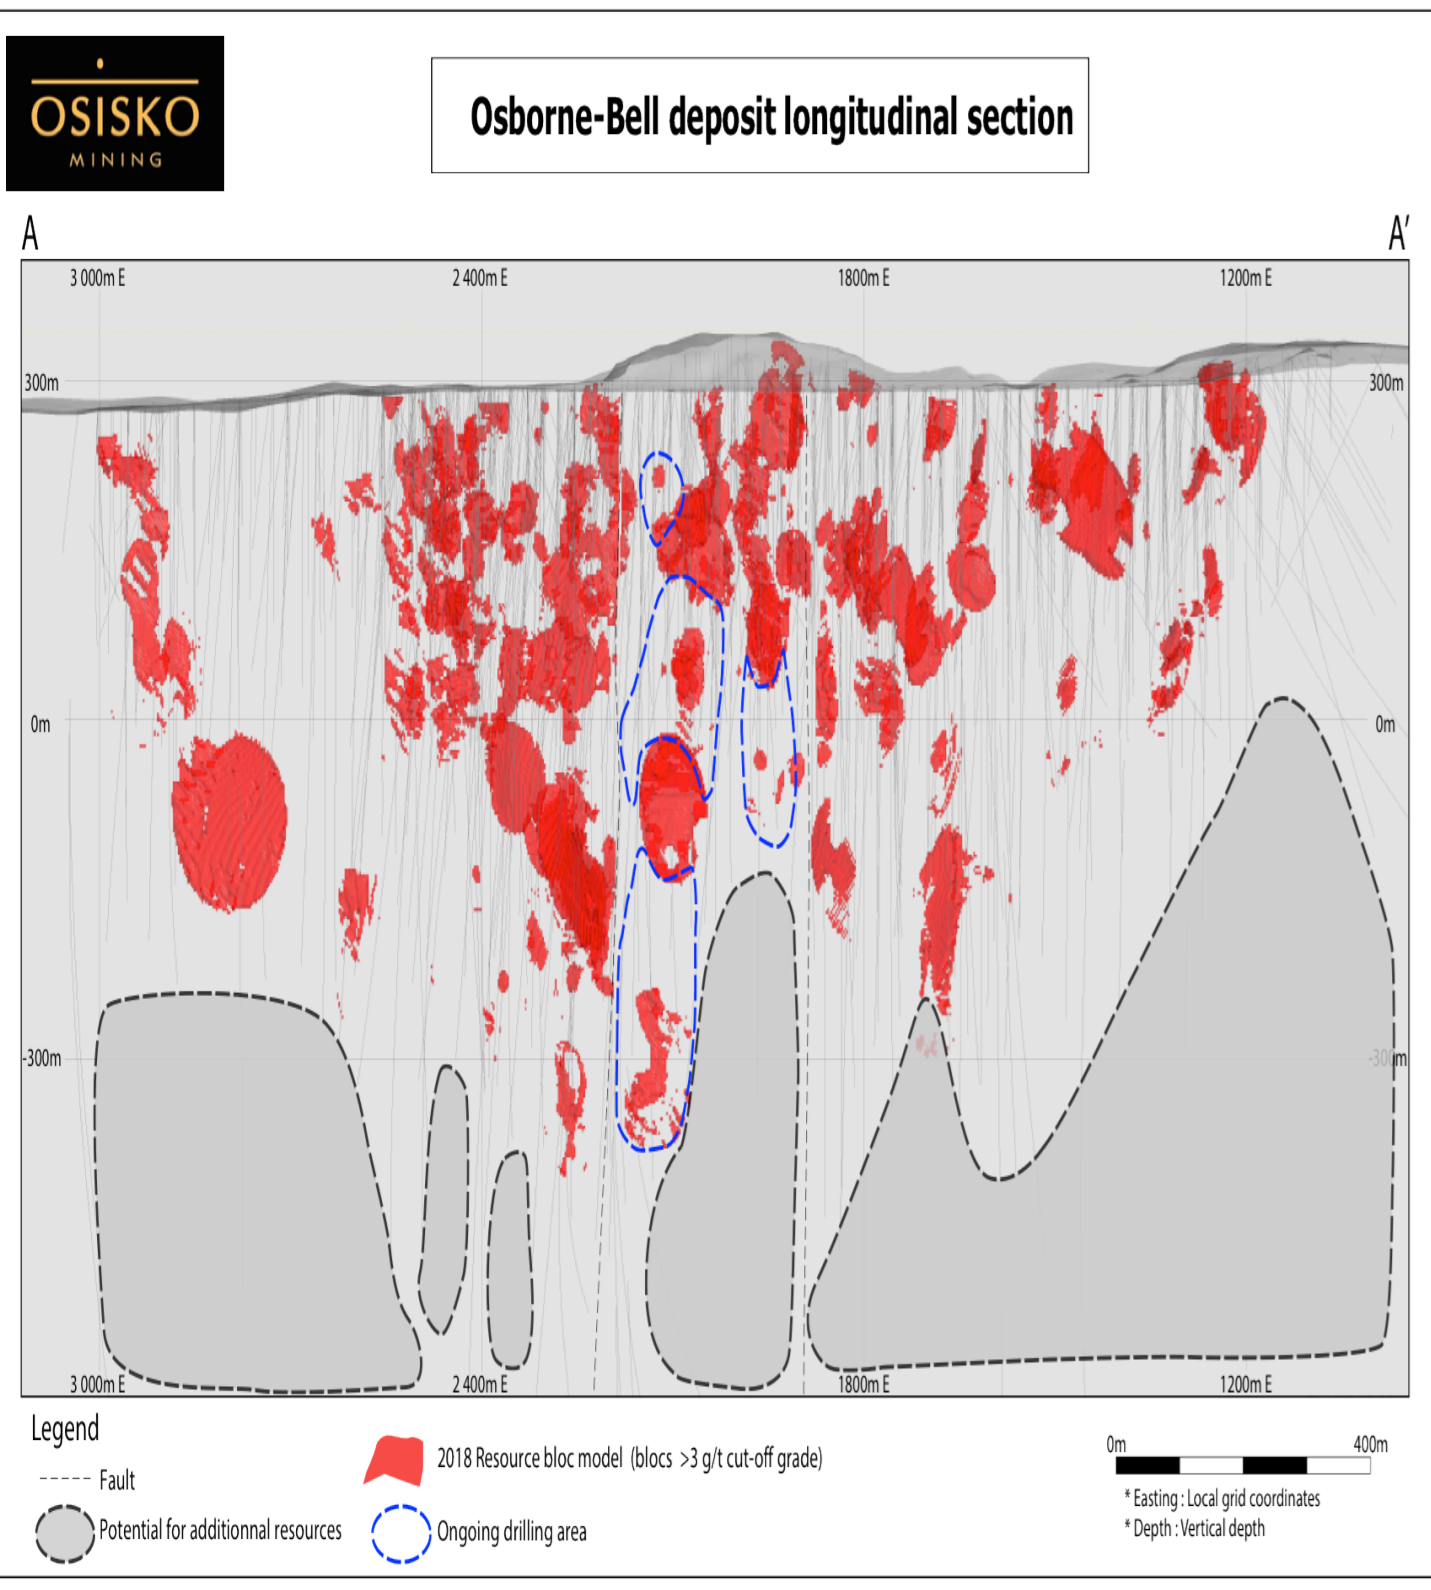 OSISKO
MINING
Osborne-Bell deposit longitudinal section
A
A'
3 000m E
2 400m E
1800m E
1200m E
300m
300m
0m
0m
-300m
-300m
3 000m E
2 400m E
1800m E
1200m E
Legend
Fault
Potential for additionnal resources
2018 Resource bloc model (blocs >3 g/t cut-off grade)
Ongoing drilling area
0m
400m
* Easting : Local grid coordinates
* Depth : Vertical depth